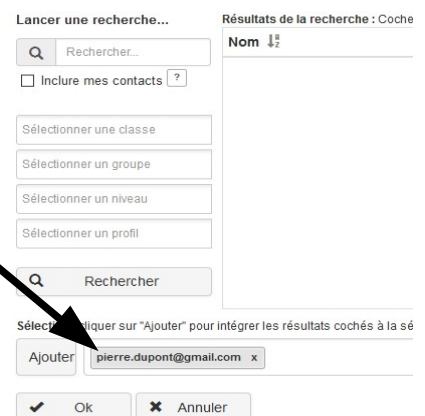 Lancer une recherche...
Résultats de la recherche : Coche
Nom
Rechercher...
Inclure mes contacts ?
Sélectionner une classe
Sélectionner un groupe
Sélectionner un niveau
Sélectionner un profil
Rechercher
cliquer sur "Ajouter" pour intégrer les résultats cochés à la sé
Ajouter
pierre.dupont@gmail.com x
Ok
Annuler